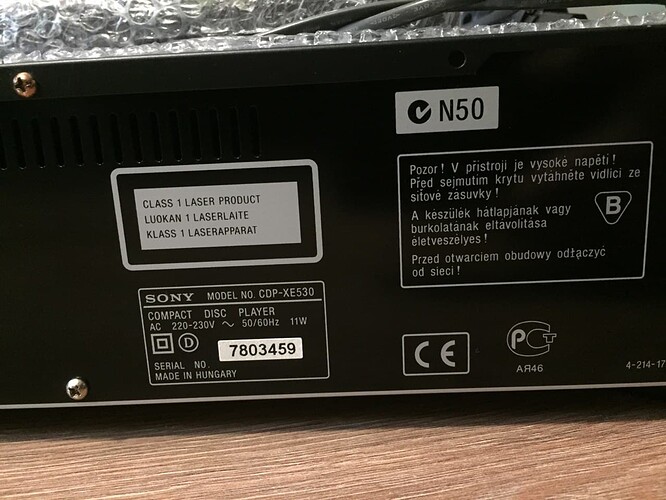 N50
CLASS 1 LASER PRODUCT
LUOKAN 1 LASERLAITE
KLASS 1 LASERAPPARAT
Pozor! V přístroji je vysoké napětí!
Před sejmutím krytu vytáhněte vidlici ze
síťové zásuvky!
A készülék hátlapjának vagy
burkolatának eltávolítása
életveszélyes!
Przed otwarciem obudowy odłączyć
od sieci!
B
SONY MODEL NO. CDP-XE530
COMPACT DISC PLAYER
AC 220-230V ~ 50/60Hz 11W
D
7803459
SERIAL NO.
MADE IN HUNGARY
CE
РСТ
АЯ46
4-214-17